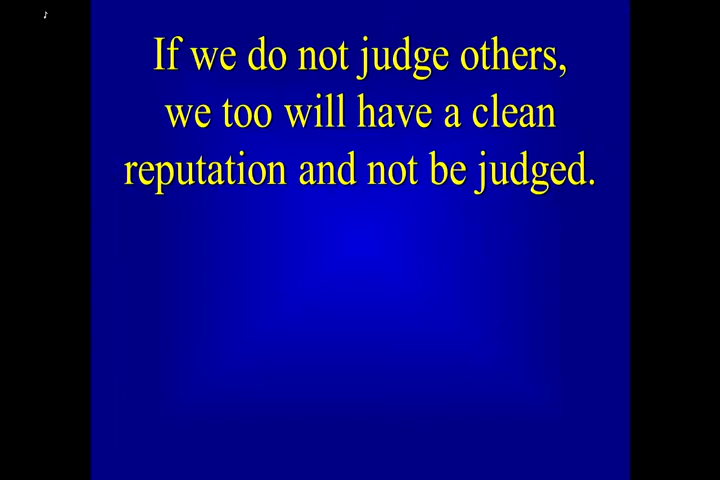 If we do not judge others,
we too will have a clean
reputation and not be judged.